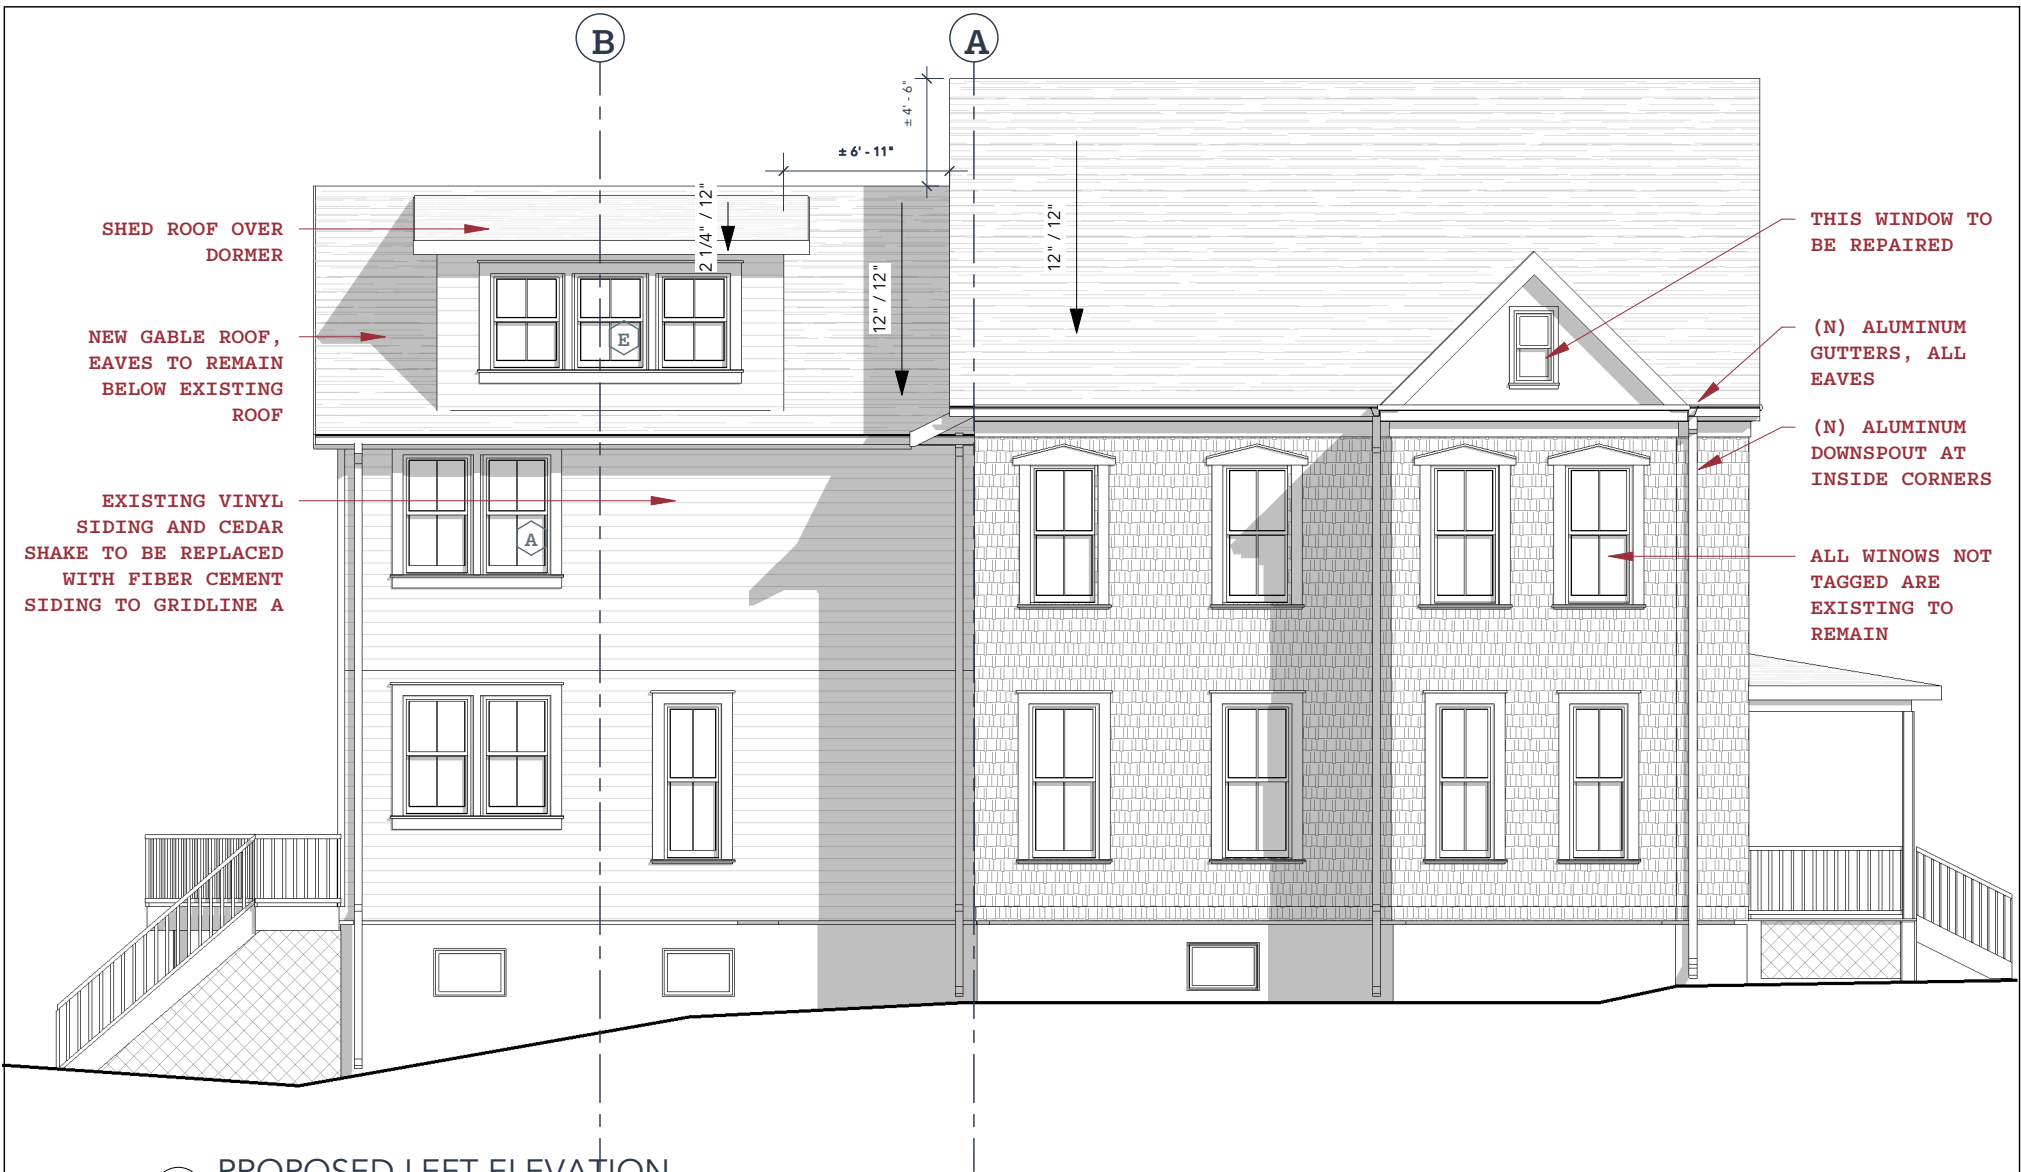 B
A
± 4' - 6"
± 6' - 11"
2 1/4" / 12"
12" / 12"
12" / 12"
SHED ROOF OVER
DORMER
NEW GABLE ROOF,
EAVES TO REMAIN
BELOW EXISTING
ROOF
EXISTING VINYL
SIDING AND CEDAR
SHAKE TO BE REPLACED
WITH FIBER CEMENT
SIDING TO GRIDLINE A
E
A
THIS WINDOW TO
BE REPAIRED
(N) ALUMINUM
GUTTERS, ALL
EAVES
(N) ALUMINUM
DOWNSPOUT AT
INSIDE CORNERS
ALL WINOWS NOT
TAGGED ARE
EXISTING TO
REMAIN
PROPOSED LEFT ELEVATION